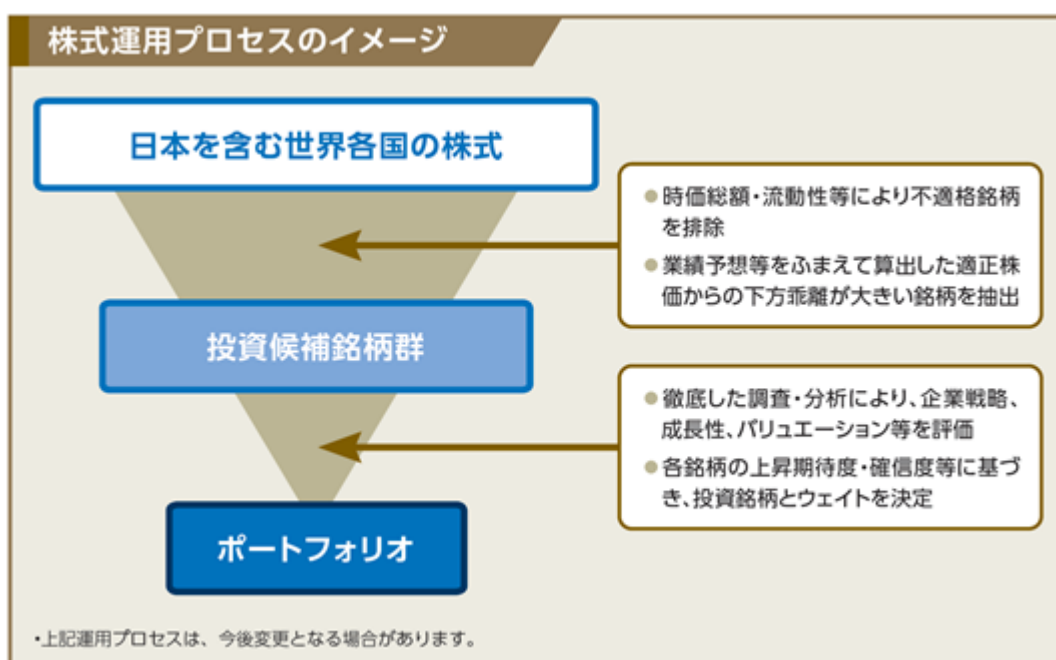 株式運用プロセスのイメージ
日本を含む世界各国の株式
●時価総額・流動性等により不適格銘柄
を排除
●業績予想等をふまえて算出した適正株
価からの下方乖離が大きい銘柄を抽出
投資候補銘柄群
●徹底した調査・分析により、企業戦略、
成長性、バリュエーション等を評価
●各銘柄の上昇期待度・確信度等に基づ
き、投資銘柄とウェイトを決定
ポートフォリオ
・上記運用プロセスは、今後変更となる場合があります。